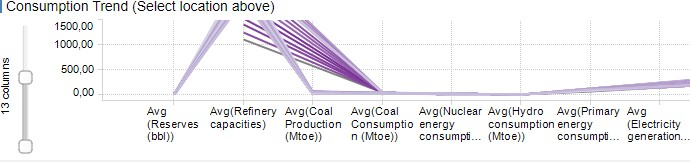 Consumption Trend (Select location above)
1500,00
1000,00
500,00
0,00
13 columns
Avg
(Reserves
(bbl))
Avg(Refinery
capacities)
Avg(Coal
Production
(Mtoe))
Avg(Coal
Consumptio
n (Mtoe))
Avg(Nuclear
energy
consumpti...
Avg(Hydro
consumption
(Mtoe))
Avg(Primary
energy
consumpti...
Avg
(Electricity
generation...